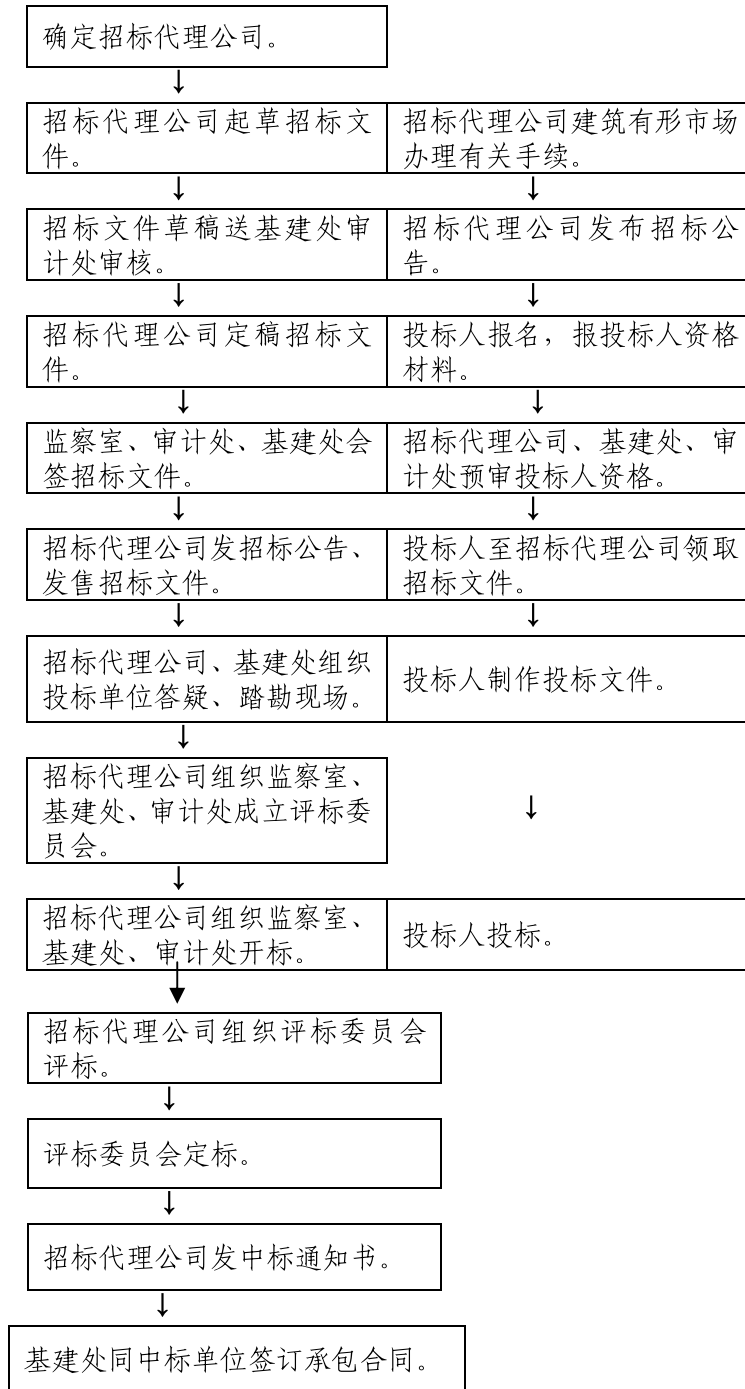 确定招标代理公司。
↓
招标代理公司起草招标文
件。
招标代理公司建筑有形市场
办理有关手续。
↓ ↓
招标文件草稿送基建处审
计处审核。
招标代理公司发布招标公
告。
↓ ↓
招标代理公司定稿招标文
件。
投标人报名，报投标人资格
材料。
↓ ↓
监察室、审计处、基建处会
签招标文件。
招标代理公司、基建处、审
计处预审投标人资格。
↓ ↓
招标代理公司发招标公告、
发售招标文件。
投标人至招标代理公司领取
招标文件。
↓ ↓
招标代理公司、基建处组织
投标单位答疑、踏勘现场。
投标人制作投标文件。
↓
招标代理公司组织监察室、
基建处、审计处成立评标委
员会。
↓
↓
招标代理公司组织监察室、
基建处、审计处开标。
投标人投标。
招标代理公司组织评标委员会
评标。
↓
评标委员会定标。
↓
招标代理公司发中标通知书。
↓
基建处同中标单位签订承包合同。